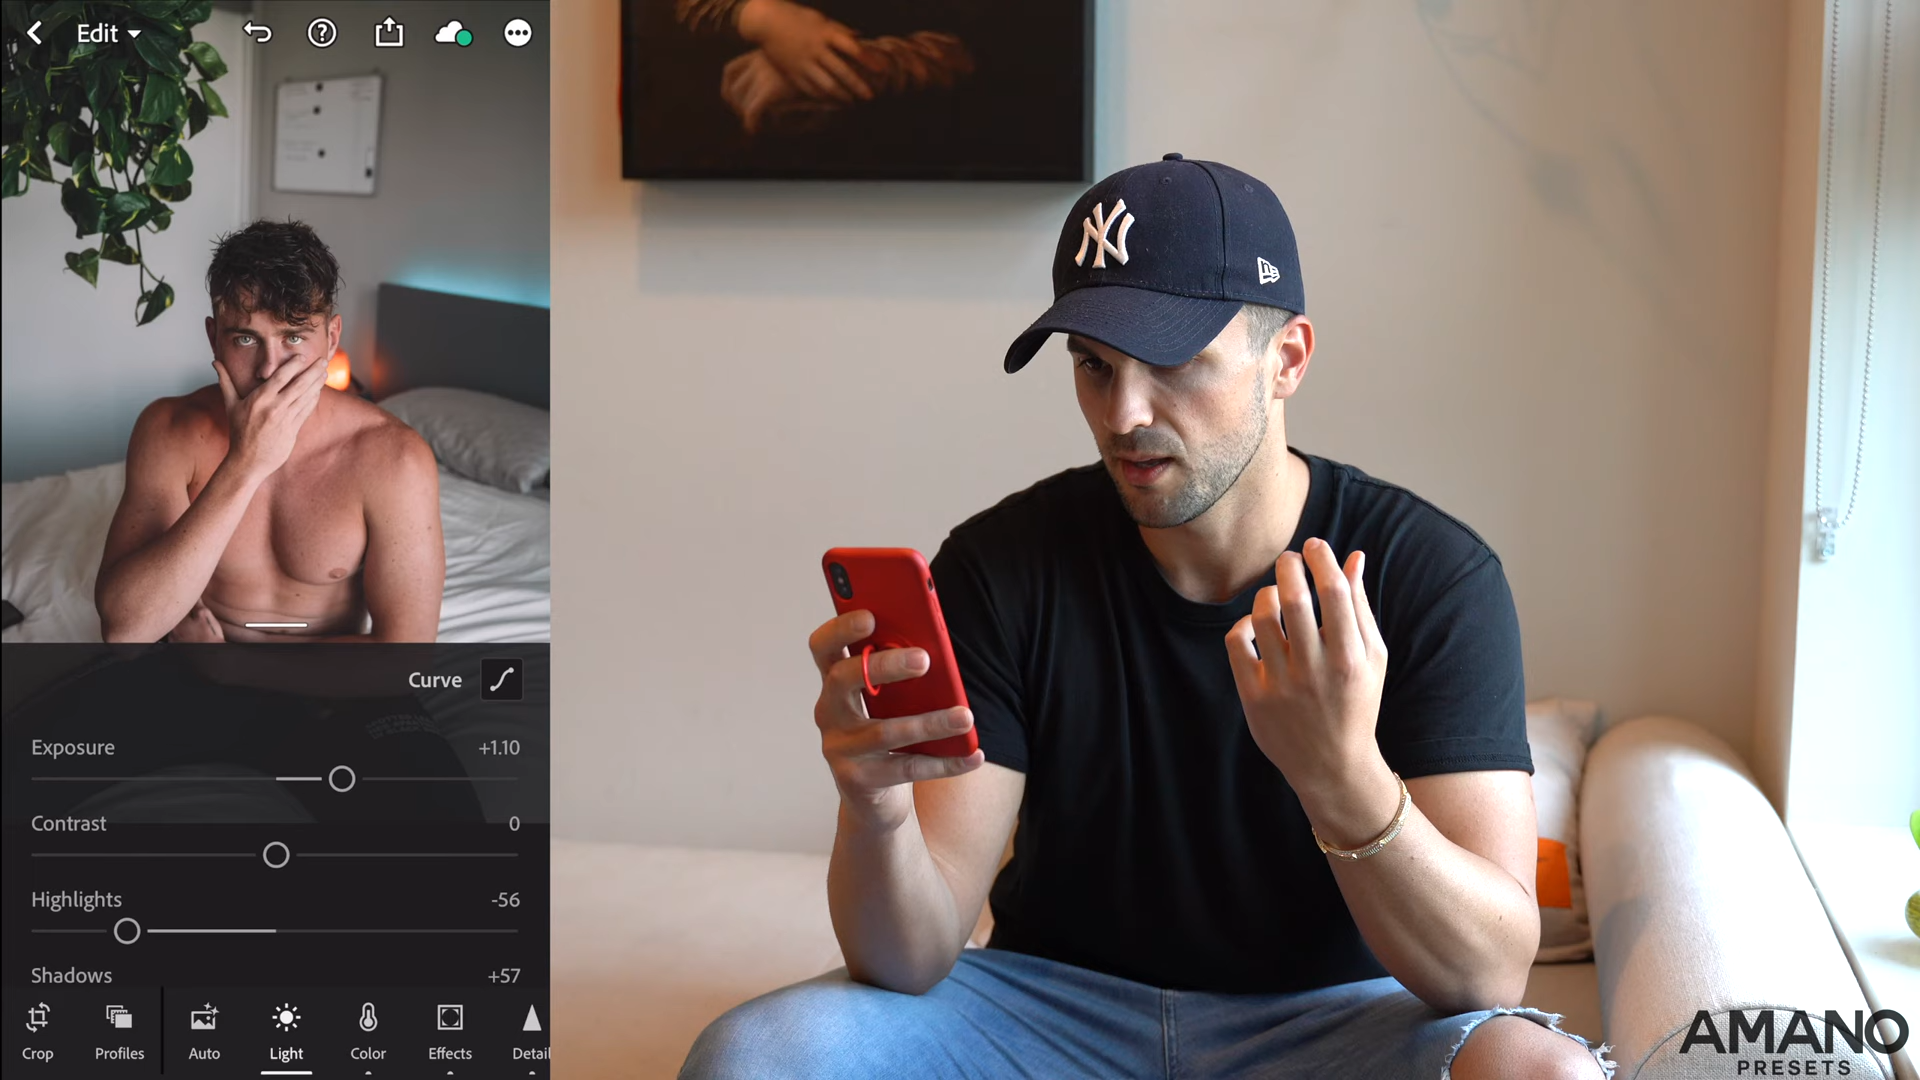 Edit
Curve
Exposure +1.10
Contrast 0
Highlights -56
Shadows +57
Crop Profiles Auto Light Color Effects Detail
NY
AMANO
PRESETS